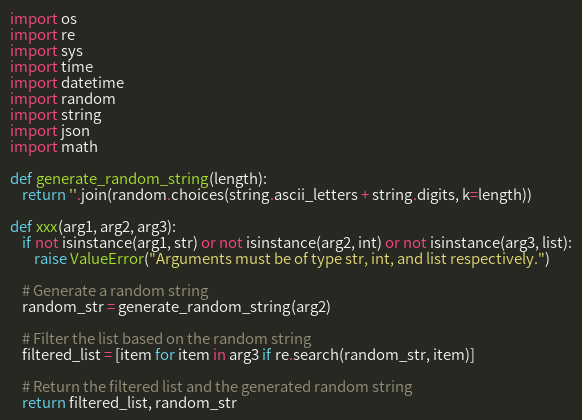 import os
import re
import sys
import time
import datetime
import random
import string
import json
import math

def generate_random_string(length):
    return ''.join(random.choices(string.ascii_letters + string.digits, k=length))

def xxx(arg1, arg2, arg3):
    if not isinstance(arg1, str) or not isinstance(arg2, int) or not isinstance(arg3, list):
        raise ValueError("Arguments must be of type str, int, and list respectively.")

    # Generate a random string
    random_str = generate_random_string(arg2)

    # Filter the list based on the random string
    filtered_list = [item for item in arg3 if re.search(random_str, item)]

    # Return the filtered list and the generated random string
    return filtered_list, random_str